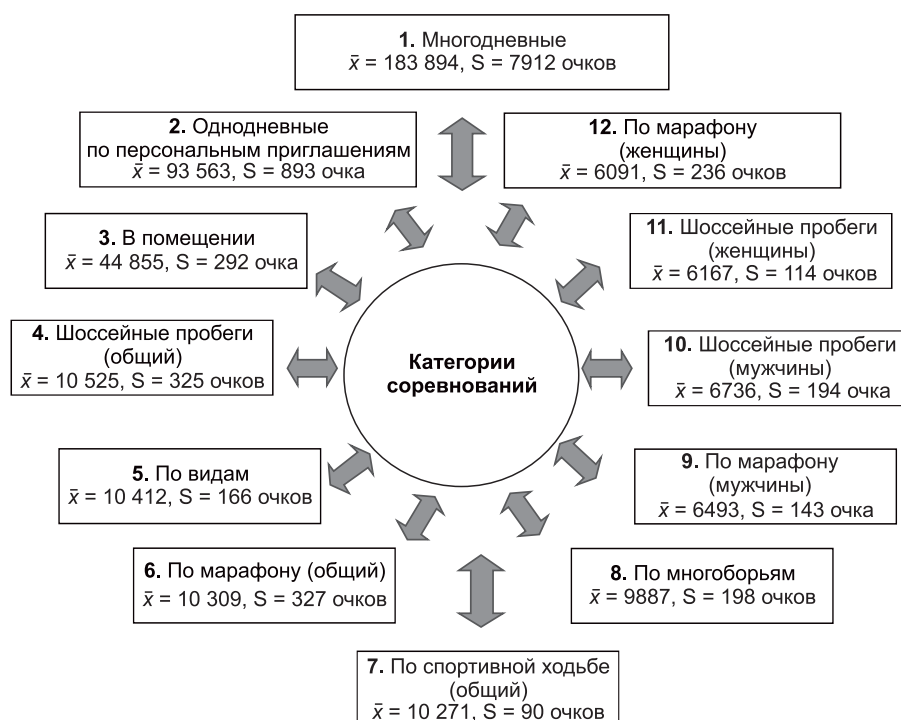 1. Многодневные
x̄ = 183 894, S = 7912 очков
2. Однодневные
по персональным приглашениям
x̄ = 93 563, S = 893 очка
3. В помещении
x̄ = 44 855, S = 292 очка
4. Шоссейные пробеги
(общий)
x̄ = 10 525, S = 325 очков
5. По видам
x̄ = 10 412, S = 166 очков
6. По марафону (общий)
x̄ = 10 309, S = 327 очков
7. По спортивной ходьбе
(общий)
x̄ = 10 271, S = 90 очков
8. По многоборьям
x̄ = 9887, S = 198 очков
9. По марафону
(мужчины)
x̄ = 6493, S = 143 очка
10. Шоссейные пробеги
(мужчины)
x̄ = 6736, S = 194 очка
11. Шоссейные пробеги
(женщины)
x̄ = 6167, S = 114 очков
12. По марафону
(женщины)
x̄ = 6091, S = 236 очков
Категории
соревнований